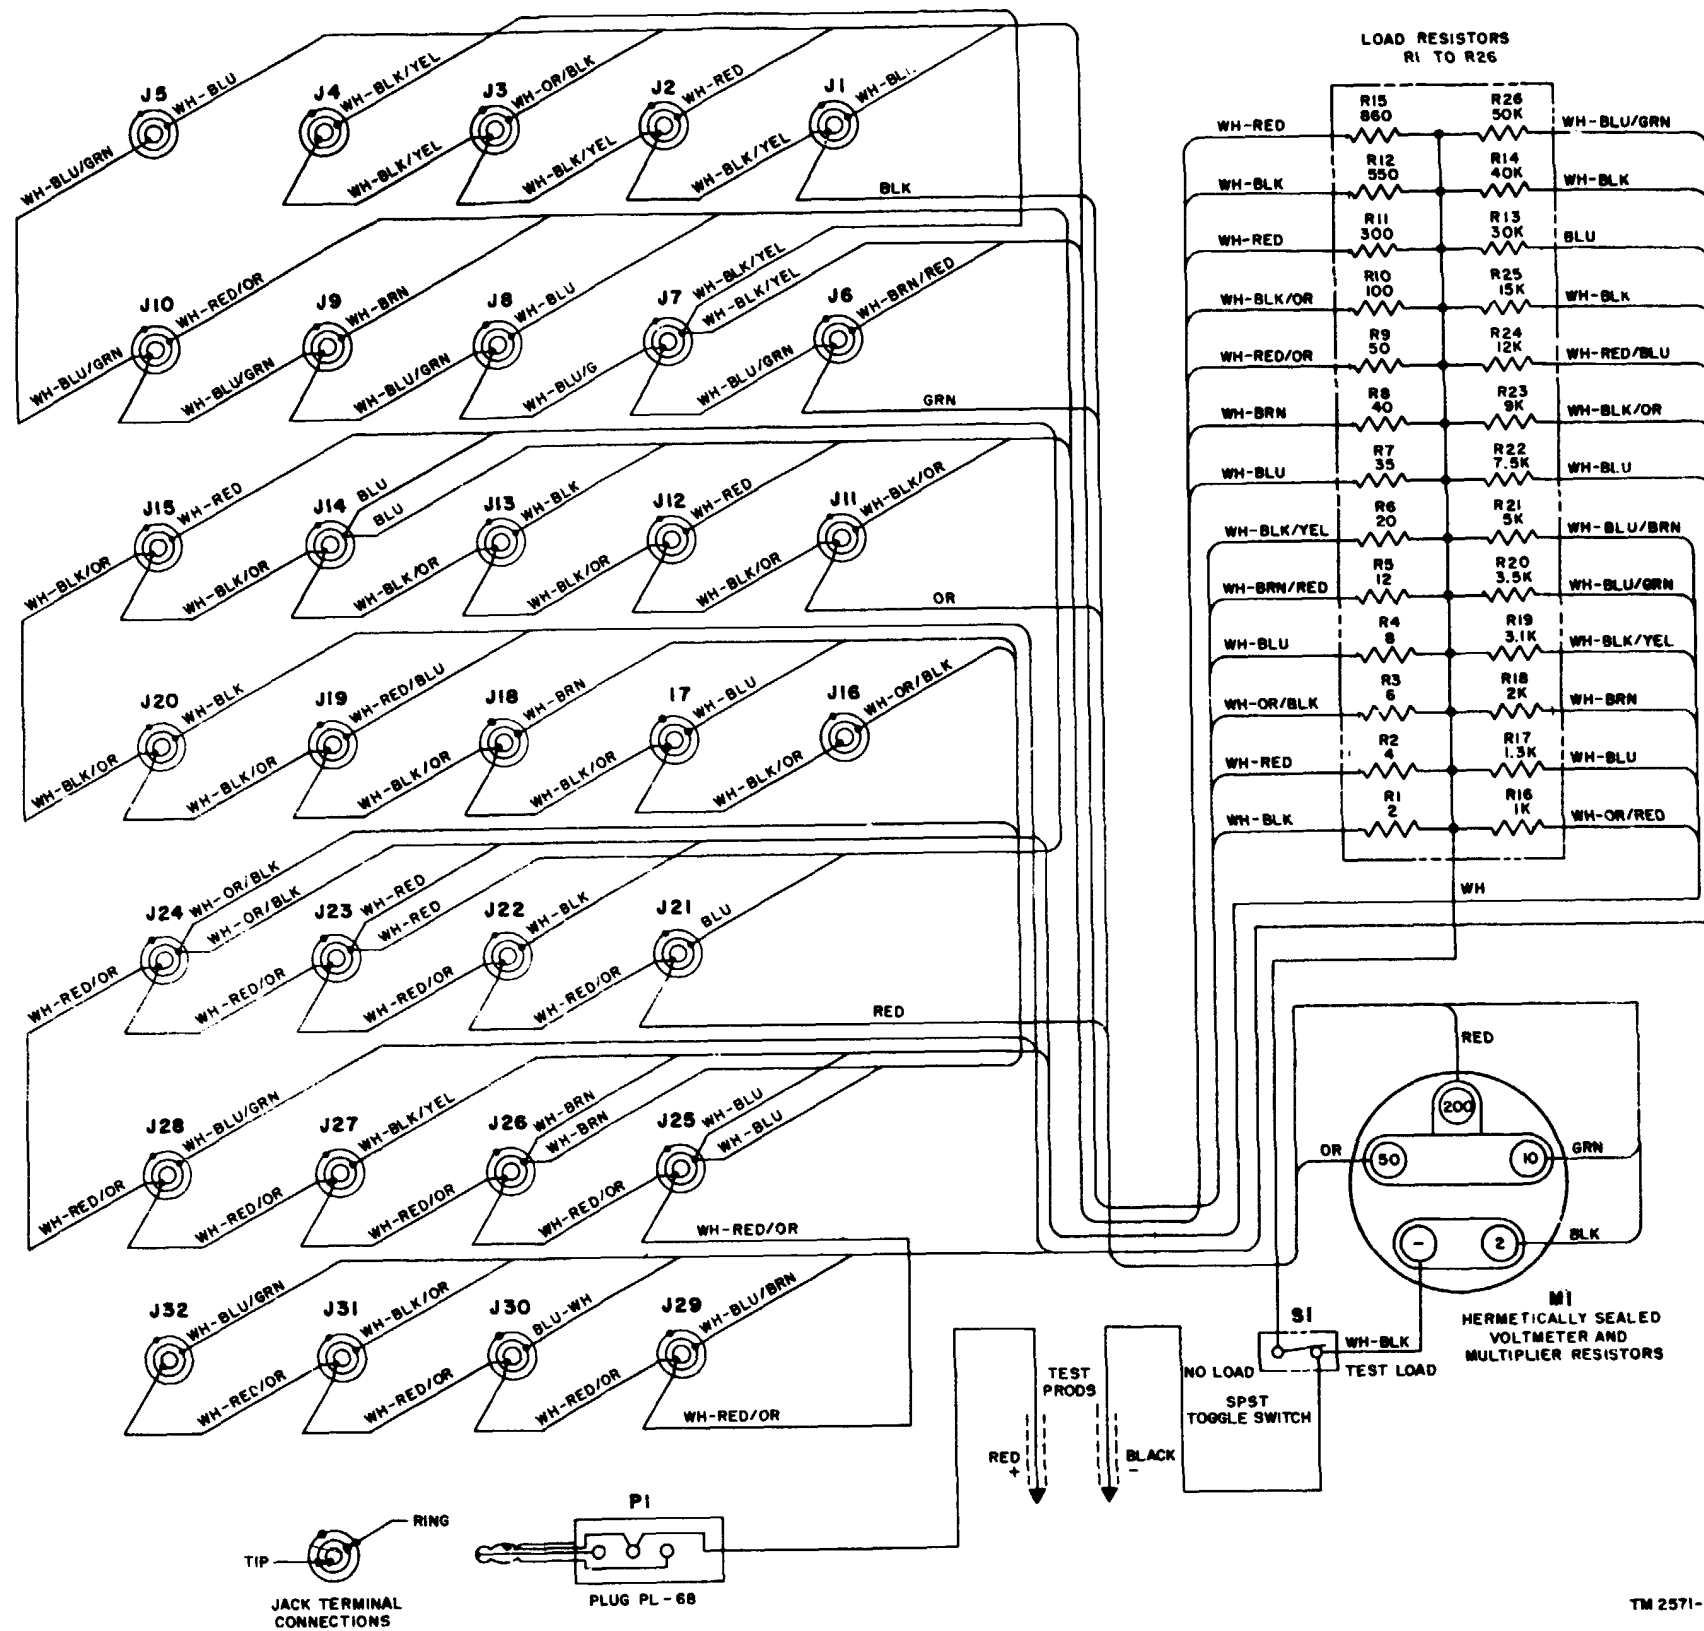 LOAD RESISTORS
R1 TO R26
J5
WH-BLU
J4
WH-BLK/YEL
J3
WH-OR/BLK
J2
WH-RED
J1
WH-BLU/GRN
WH-BLK/YEL
WH-BLK/YEL
WH-BLK/YEL
BLK
J10
WH-RED/OR
J9
WH-BRN
J8
WH-BLU
J7
WH-BLK/YEL
WH-BLK/YEL
J6
WH-BRN/RED
WH-BLU/GRN
WH-BLU/GRN
WH-BLU/GRN
WH-BLU/G
WH-BLU/GRN
GRN
J15
WH-RED
J14
BLU
BLU
J13
WH-BLK
J12
WH-RED
J11
WH-BLK/OR
WH-BLK/OR
WH-BLK/OR
WH-BLK/OR
WH-BLK/OR
WH-BLK/OR
OR
J20
WH-BLK
J19
WH-RED/BLU
J18
WH-BRN
17
WH-BLU
J16
WH-OR/BLK
WH-BLK/OR
WH-BLK/OR
WH-BLK/OR
WH-BLK/OR
WH-BLK/OR
J24
WH-OR/BLK
WH-OR/BLK
J23
WH-RED
WH-RED
J22
WH-BLK
J21
BLU
WH-RED/OR
WH-RED/OR
WH-RED/OR
WH-RED/OR
RED
J28
WH-BLU/GRN
J27
WH-BLK/YEL
J26
WH-BRN
WH-BRN
J25
WH-BLU
WH-BLU
WH-RED/OR
WH-RED/OR
WH-RED/OR
WH-RED/OR
WH-RED/OR
J32
WH-BLU/GRN
J31
WH-BLK/OR
J30
BLU-WH
J29
WH-BLU/BRN
WH-RED/OR
WH-RED/OR
WH-RED/OR
WH-RED/OR
WH-RED
R15
860
R26
50K
WH-BLU/GRN
WH-BLK
R12
550
R14
40K
WH-BLK
WH-RED
R11
300
R13
30K
BLU
WH-BLK/OR
R10
100
R25
15K
WH-BLK
WH-RED/OR
R9
50
R24
12K
WH-RED/BLU
WH-BRN
R8
40
R23
9K
WH-BLK/OR
WH-BLU
R7
35
R22
7.5K
WH-BLU
WH-BLK/YEL
R6
20
R21
5K
WH-BLU/BRN
WH-BRN/RED
R5
12
R20
3.5K
WH-BLU/GRN
WH-BLU
R4
8
R19
3.1K
WH-BLK/YEL
WH-OR/BLK
R3
6
R18
2K
WH-BRN
WH-RED
R2
4
R17
1.3K
WH-BLU
WH-BLK
R1
2
R16
1K
WH-OR/RED
WH
RED
200
OR
50
10
GRN
-
2
BLK
M1
HERMETICALLY SEALED
VOLTMETER AND
MULTIPLIER RESISTORS
S1
WH-BLK
NO LOAD
TEST LOAD
SPST
TOGGLE SWITCH
TEST
PRODS
RED
+
BLACK
-
P1
PLUG PL-68
RING
TIP
JACK TERMINAL
CONNECTIONS
TM 2571-